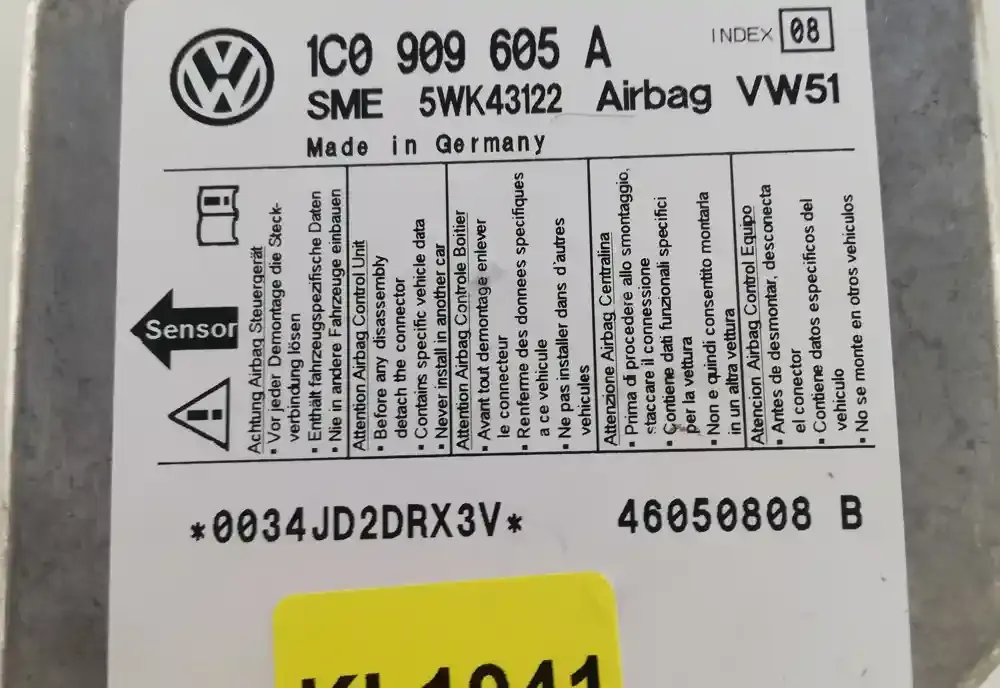 1C0 909 605 A
INDEX 08
SME 5WK43122 Airbag VW51
Made in Germany
Sensor
Achtung Airbag Steuergerät
• Vor jeder Demontage die Steck-
verbindung lösen
• Enthält fahrzeugspezifische Daten
• Nie in andere Fahrzeuge einbauen
Attention Airbag Control Unit
• Before any disassembly
detach the connector
• Contains specific vehicle data
• Never install in another car
Attention Airbag Controle Boitier
• Avant tout demontage enlever
le connecteur
• Renferme des données specifiques
a ce vehicule
• Ne pas installer dans d'autres
vehicules
Attenzione Airbag Centralina
• Prima di procedere allo smontaggio,
staccare il connessione
• Contiene dati funzionali specifici
per la vettura
• Non e quindi consentito montarla
in un altra vettura
Atencion Airbag Control Equipo
• Antes de desmontar, desconecta
el conector
• Contiene datos especificos del
vehiculo
• No se monte en otros vehiculos
*0034JD2DRX3V* 46050808 B